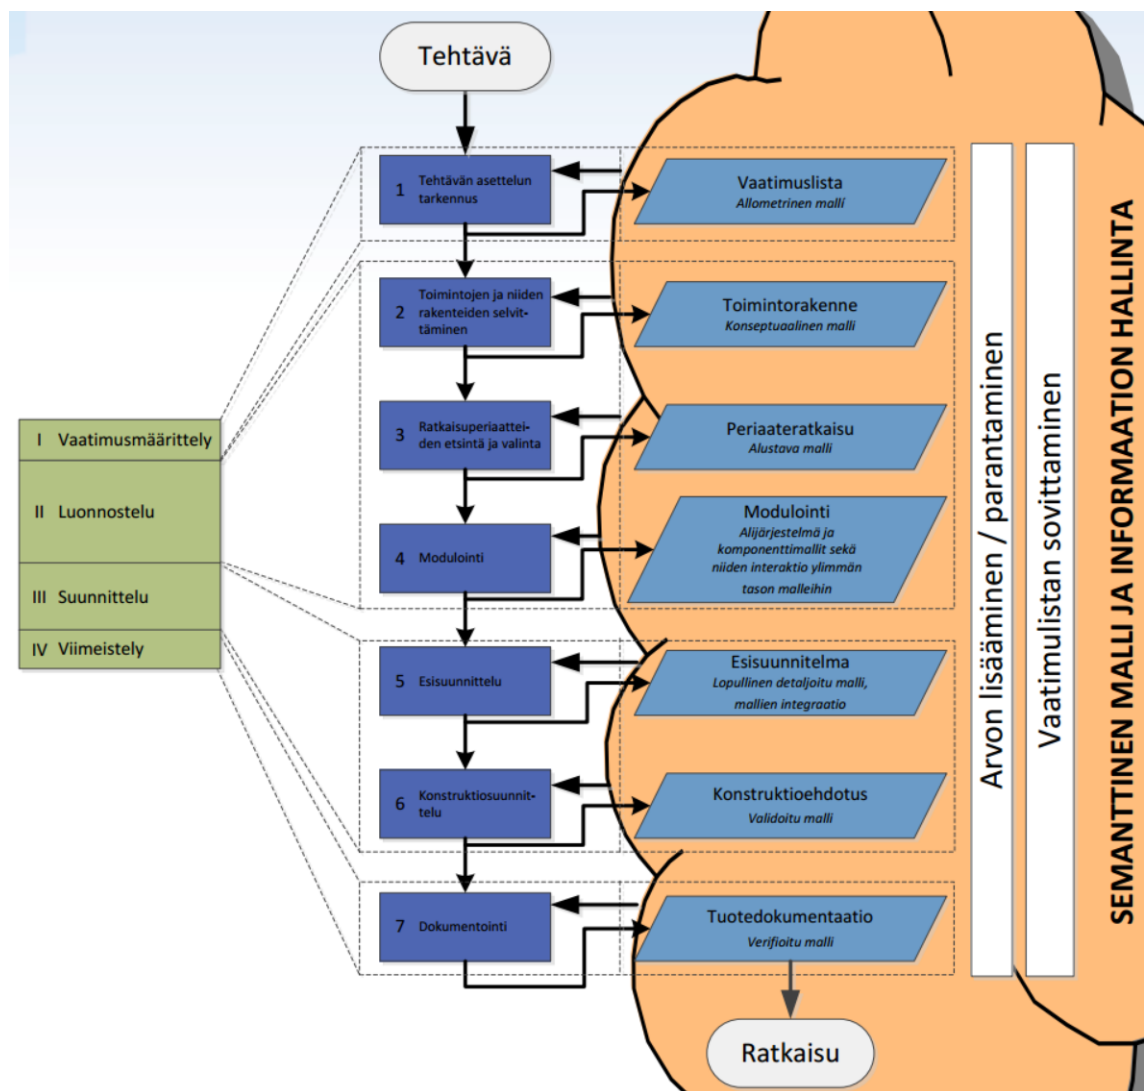 Tehtävä
1
Tehtävän asettelun
tarkennus
Vaatimuslista
Allometrinen malli
2
Toimintojen ja niiden
rakenteiden selvit-
täminen
Toimintorakenne
Konseptuaalinen malli
3
Ratkaisuperiaattei-
den etsintä ja valinta
Periaateratkaisu
Alustava malli
4
Modulointi
Modulointi
Alijärjestelmä ja
komponenttimallit sekä
niiden interaktio ylimmän
tason malleihin
5
Esisuunnittelu
Esisuunnitelma
Lopullinen detaljoitu malli,
mallien integraatio
6
Konstruktiosuunnit-
telu
Konstruktioehdotus
Validoitu malli
7
Dokumentointi
Tuotedokumentaatio
Verifioitu malli
Ratkaisu
I Vaatimusmäärittely
II Luonnostelu
III Suunnittelu
IV Viimeistely
Arvon lisääminen / parantaminen
Vaatimulistan sovittaminen
SEMANTTINEN MALLI JA INFORMAATION HALLINTA